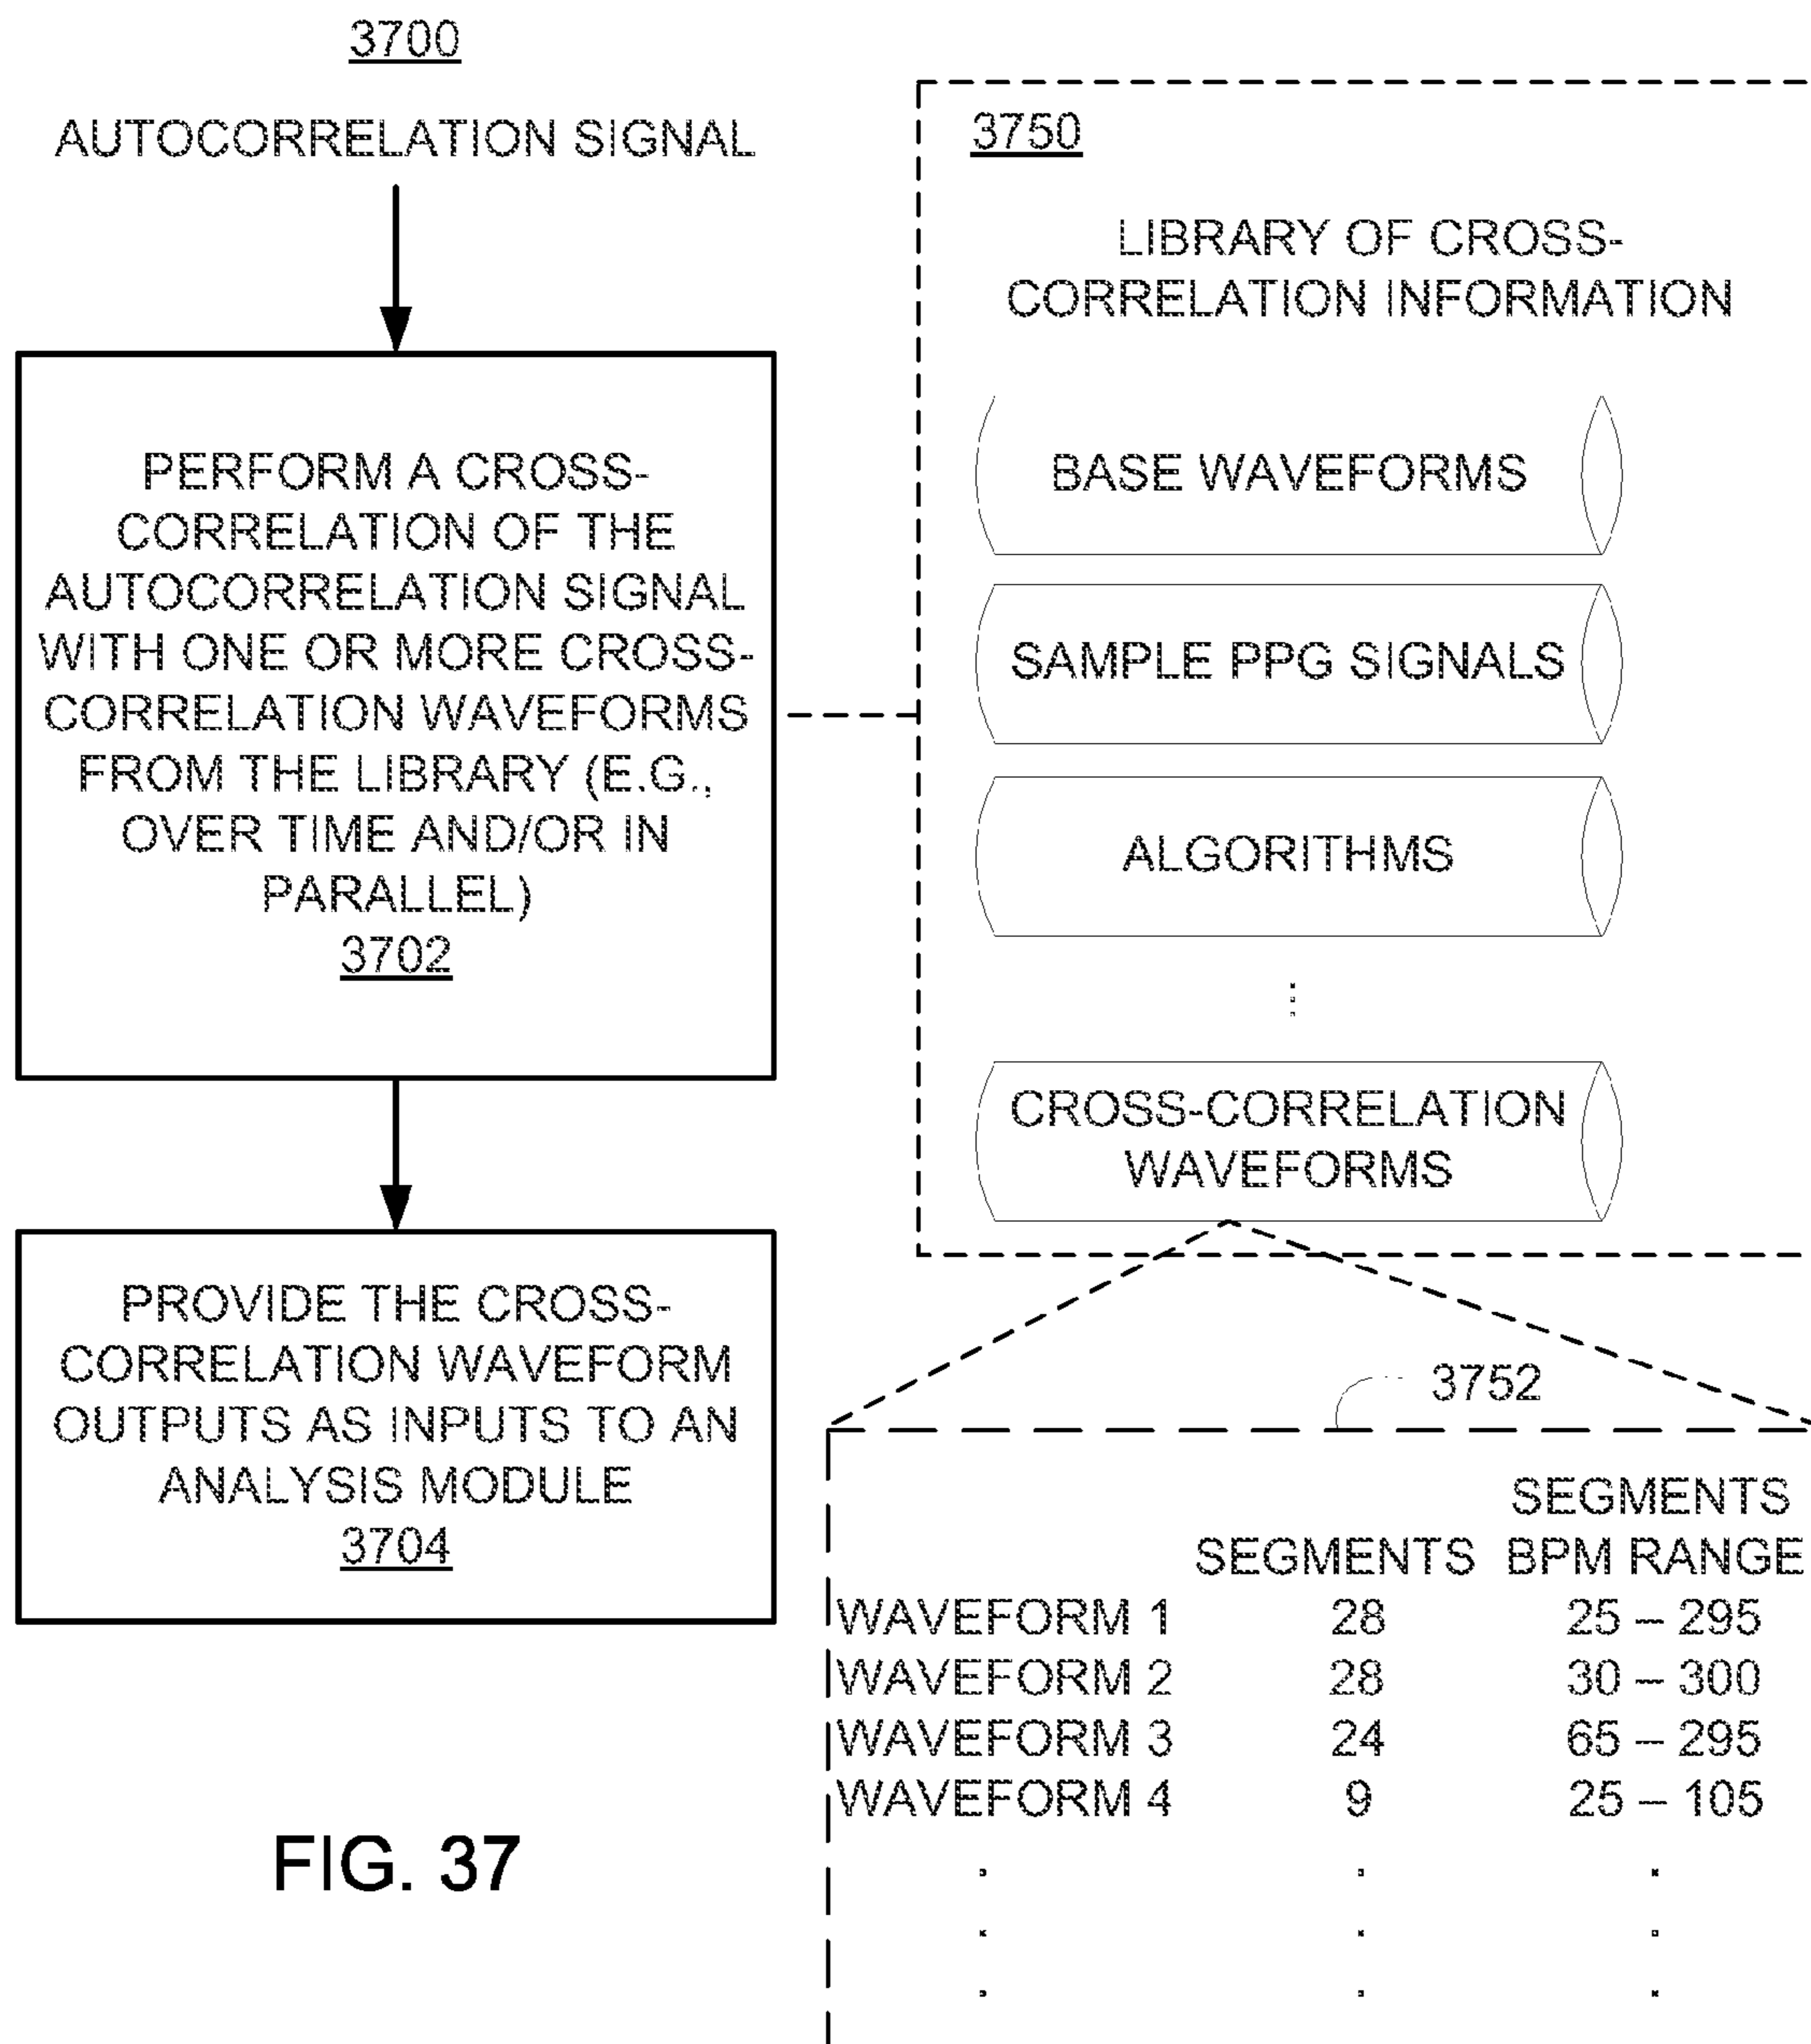 3700
AUTOCORRELATION SIGNAL
PERFORM A CROSS-
CORRELATION OF THE
AUTOCORRELATION SIGNAL
WITH ONE OR MORE CROSS-
CORRELATION WAVEFORMS
FROM THE LIBRARY (E.G.,
OVER TIME AND/OR IN
PARALLEL)
3702
PROVIDE THE CROSS-
CORRELATION WAVEFORM
OUTPUTS AS INPUTS TO AN
ANALYSIS MODULE
3704
3750
LIBRARY OF CROSS-
CORRELATION INFORMATION
BASE WAVEFORMS
SAMPLE PPG SIGNALS
ALGORITHMS
CROSS-CORRELATION
WAVEFORMS
3752
SEGMENTS
SEGMENTS BPM RANGE
WAVEFORM 1 28 25 – 295
WAVEFORM 2 28 30 – 300
WAVEFORM 3 24 65 – 295
WAVEFORM 4 9 25 – 105
FIG. 37